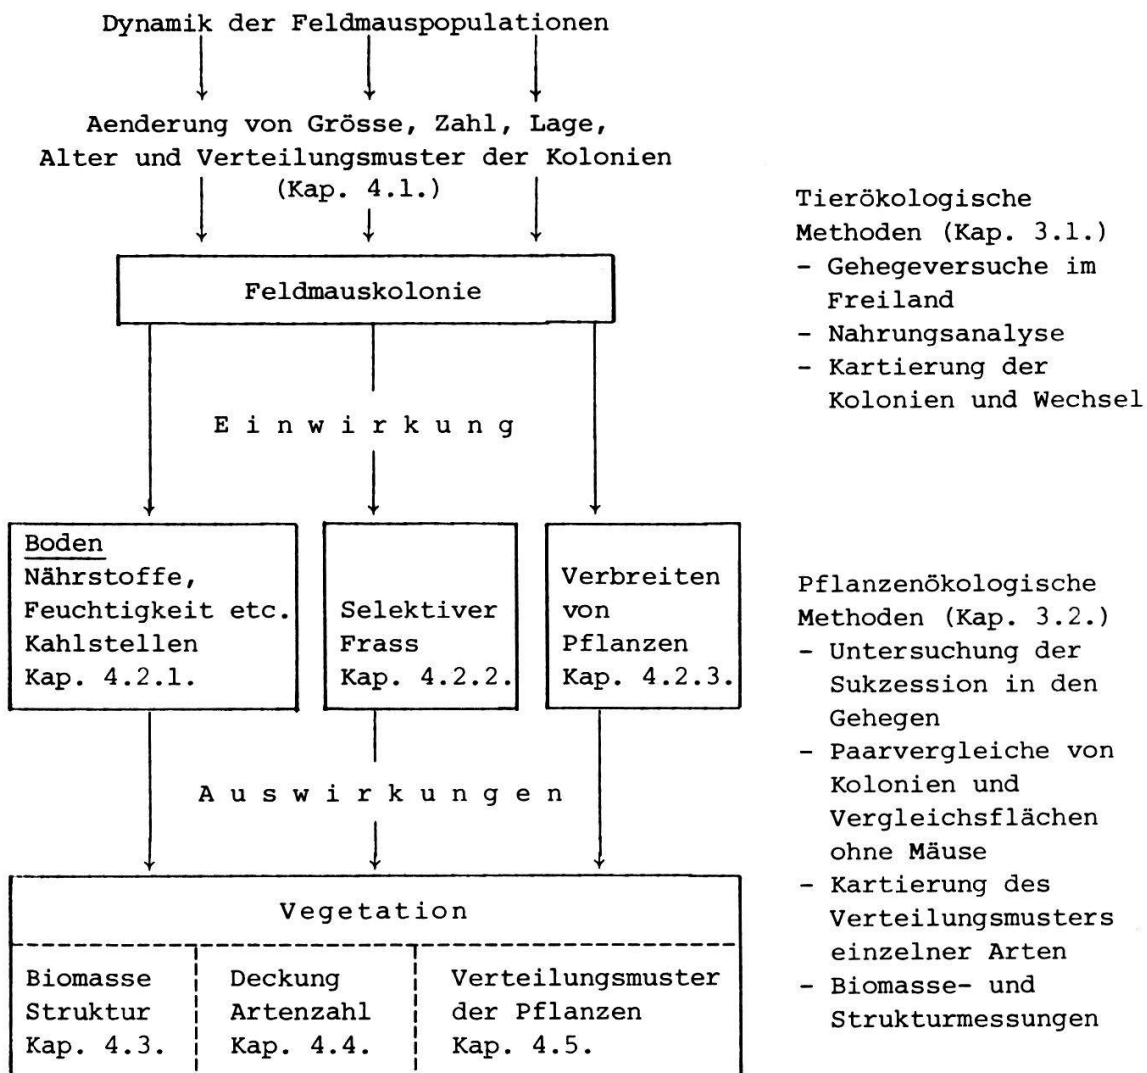 Dynamik der Feldmauspopulationen
Aenderung von Grösse, Zahl, Lage,
Alter und Verteilungsmuster der Kolonien
(Kap. 4.1.)
Feldmauskolonie
Einwirkung
Boden
Nährstoffe,
Feuchtigkeit etc.
Kahlstellen
Kap. 4.2.1.
Selektiver
Frass
Kap. 4.2.2.
Verbreiten
von
Pflanzen
Kap. 4.2.3.
Auswirkungen
Vegetation
Biomasse
Struktur
Kap. 4.3.
Deckung
Artenzahl
Kap. 4.4.
Verteilungsmuster
der Pflanzen
Kap. 4.5.
Tierökologische
Methoden (Kap. 3.1.)
- Gehegeversuche im
Freiland
- Nahrungsanalyse
- Kartierung der
Kolonien und Wechsel
Pflanzenökologische
Methoden (Kap. 3.2.)
- Untersuchung der
Sukzession in den
Gehegen
- Paarvergleiche von
Kolonien und
Vergleichsflächen
ohne Mäuse
- Kartierung des
Verteilungsmusters
einzelner Arten
- Biomasse- und
Strukturmessungen